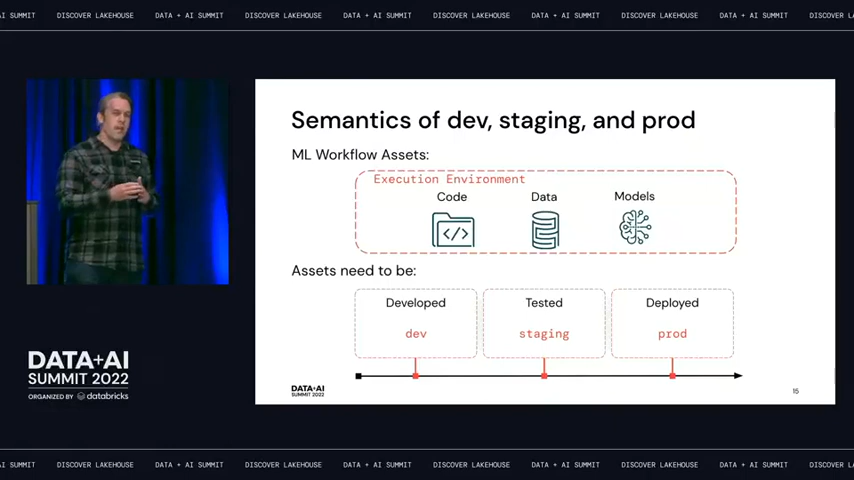 AI SUMMIT DISCOVER LAKEHOUSE DATA + AI SUMMIT DISCOVER LAKEHOUSE DATA + AI SUMMIT DISCOVER LAKEHOUSE DATA + AI SUMMIT DISCOVER LAKEHOUSE DATA + AI SUMMIT DISCOVER L
Semantics of dev, staging, and prod
ML Workflow Assets:
Execution Environment
Code Data Models
</>
Assets need to be:
Developed Tested Deployed
dev staging prod
DATA+AI
SUMMIT 2022
15
DATA+AI
SUMMIT 2022
ORGANIZED BY databricks
AI SUMMIT DISCOVER LAKEHOUSE DATA + AI SUMMIT DISCOVER LAKEHOUSE DATA + AI SUMMIT DISCOVER LAKEHOUSE DATA + AI SUMMIT DISCOVER LAKEHOUSE DATA + AI SUMMIT DISCOVER L